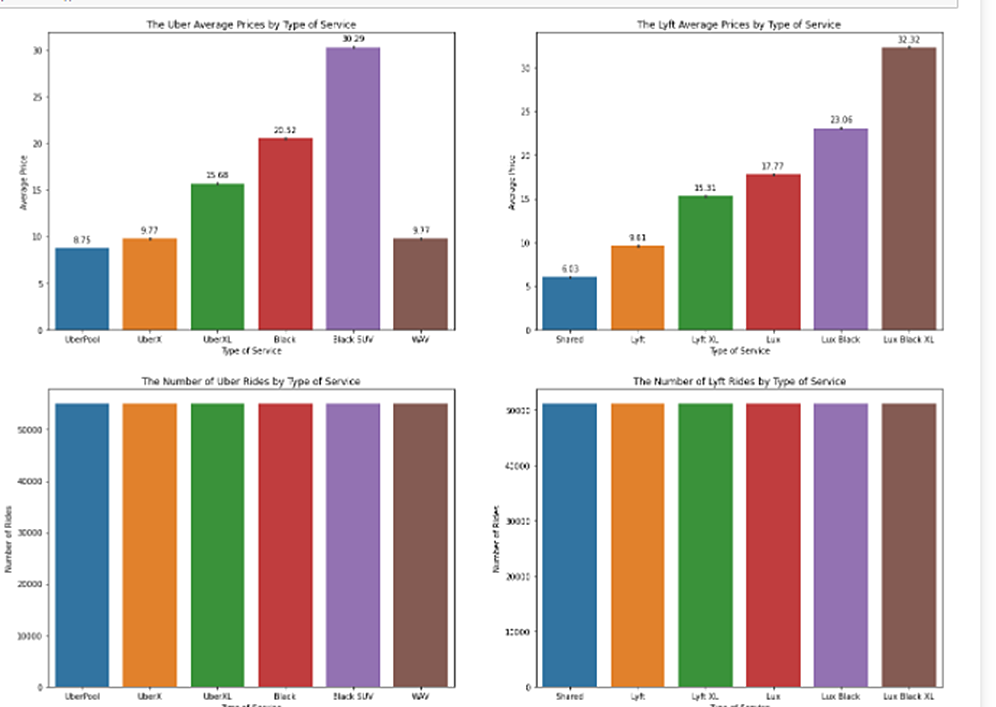 The Uber Average Prices by Type of Service
30.29
30
25
20.52
20
15.68
15
9.77
9.77
10
8.75
5
0
Average Price
UberPool UberX UberXL Black Black SUV WAV
Type of Service
The Lyft Average Prices by Type of Service
32.32
30
25
23.06
20
17.77
15.31
15
9.61
10
6.03
5
0
Average Price
Shared Lyft Lyft XL Lux Lux Black Lux Black XL
Type of Service
The Number of Uber Rides by Type of Service
50000
40000
30000
20000
10000
0
Number of Rides
UberPool UberX UberXL Black Black SUV WAV
Type of Service
The Number of Lyft Rides by Type of Service
50000
40000
30000
20000
10000
0
Number of Rides
Shared Lyft Lyft XL Lux Lux Black Lux Black XL
Type of Service